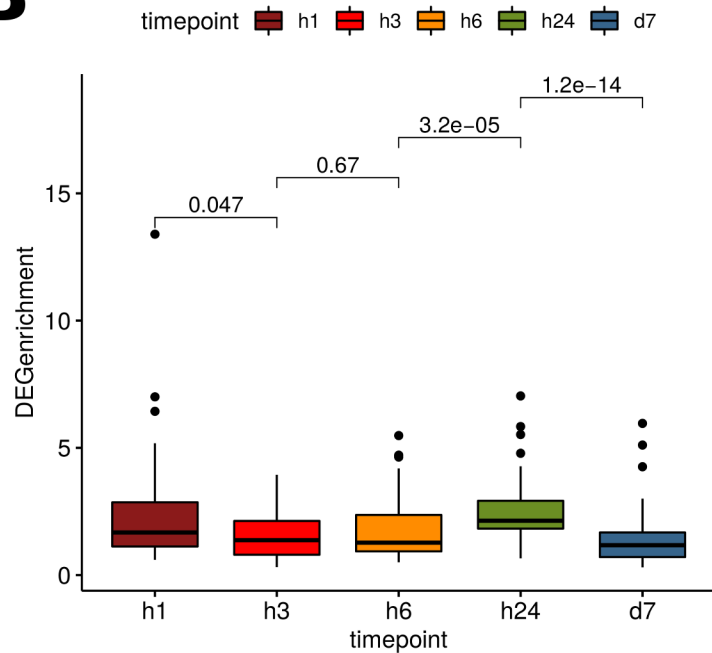 timepoint h1 h3 h6 h24 d7
1.2e−14
3.2e−05
0.67
0.047
DEGenrichment
15
10
5
0
h1 h3 h6 h24 d7
timepoint